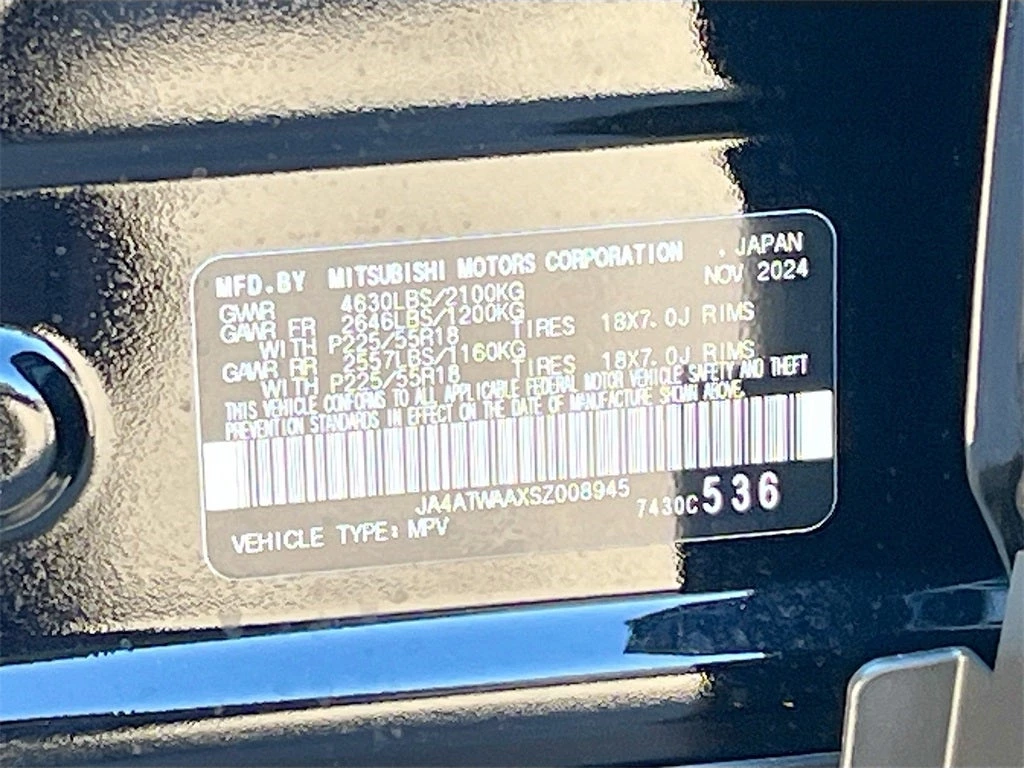 MFD.BY MITSUBISHI MOTORS CORPORATION , JAPAN
NOV 2024
GVWR 4630LBS/2100KG
GAWR FR 2646LBS/1200KG
WITH P225/55R18 TIRES 18X7.0J RIMS
GAWR RR 2557LBS/1160KG
WITH P225/55R18 TIRES 18X7.0J RIMS
THIS VEHICLE CONFORMS TO ALL APPLICABLE FEDERAL MOTOR VEHICLE SAFETY AND THEFT
PREVENTION STANDARDS IN EFFECT ON THE DATE OF MANUFACTURE SHOWN ABOVE.
JA4ATWAAXSZ008945
7430C 536
VEHICLE TYPE: MPV